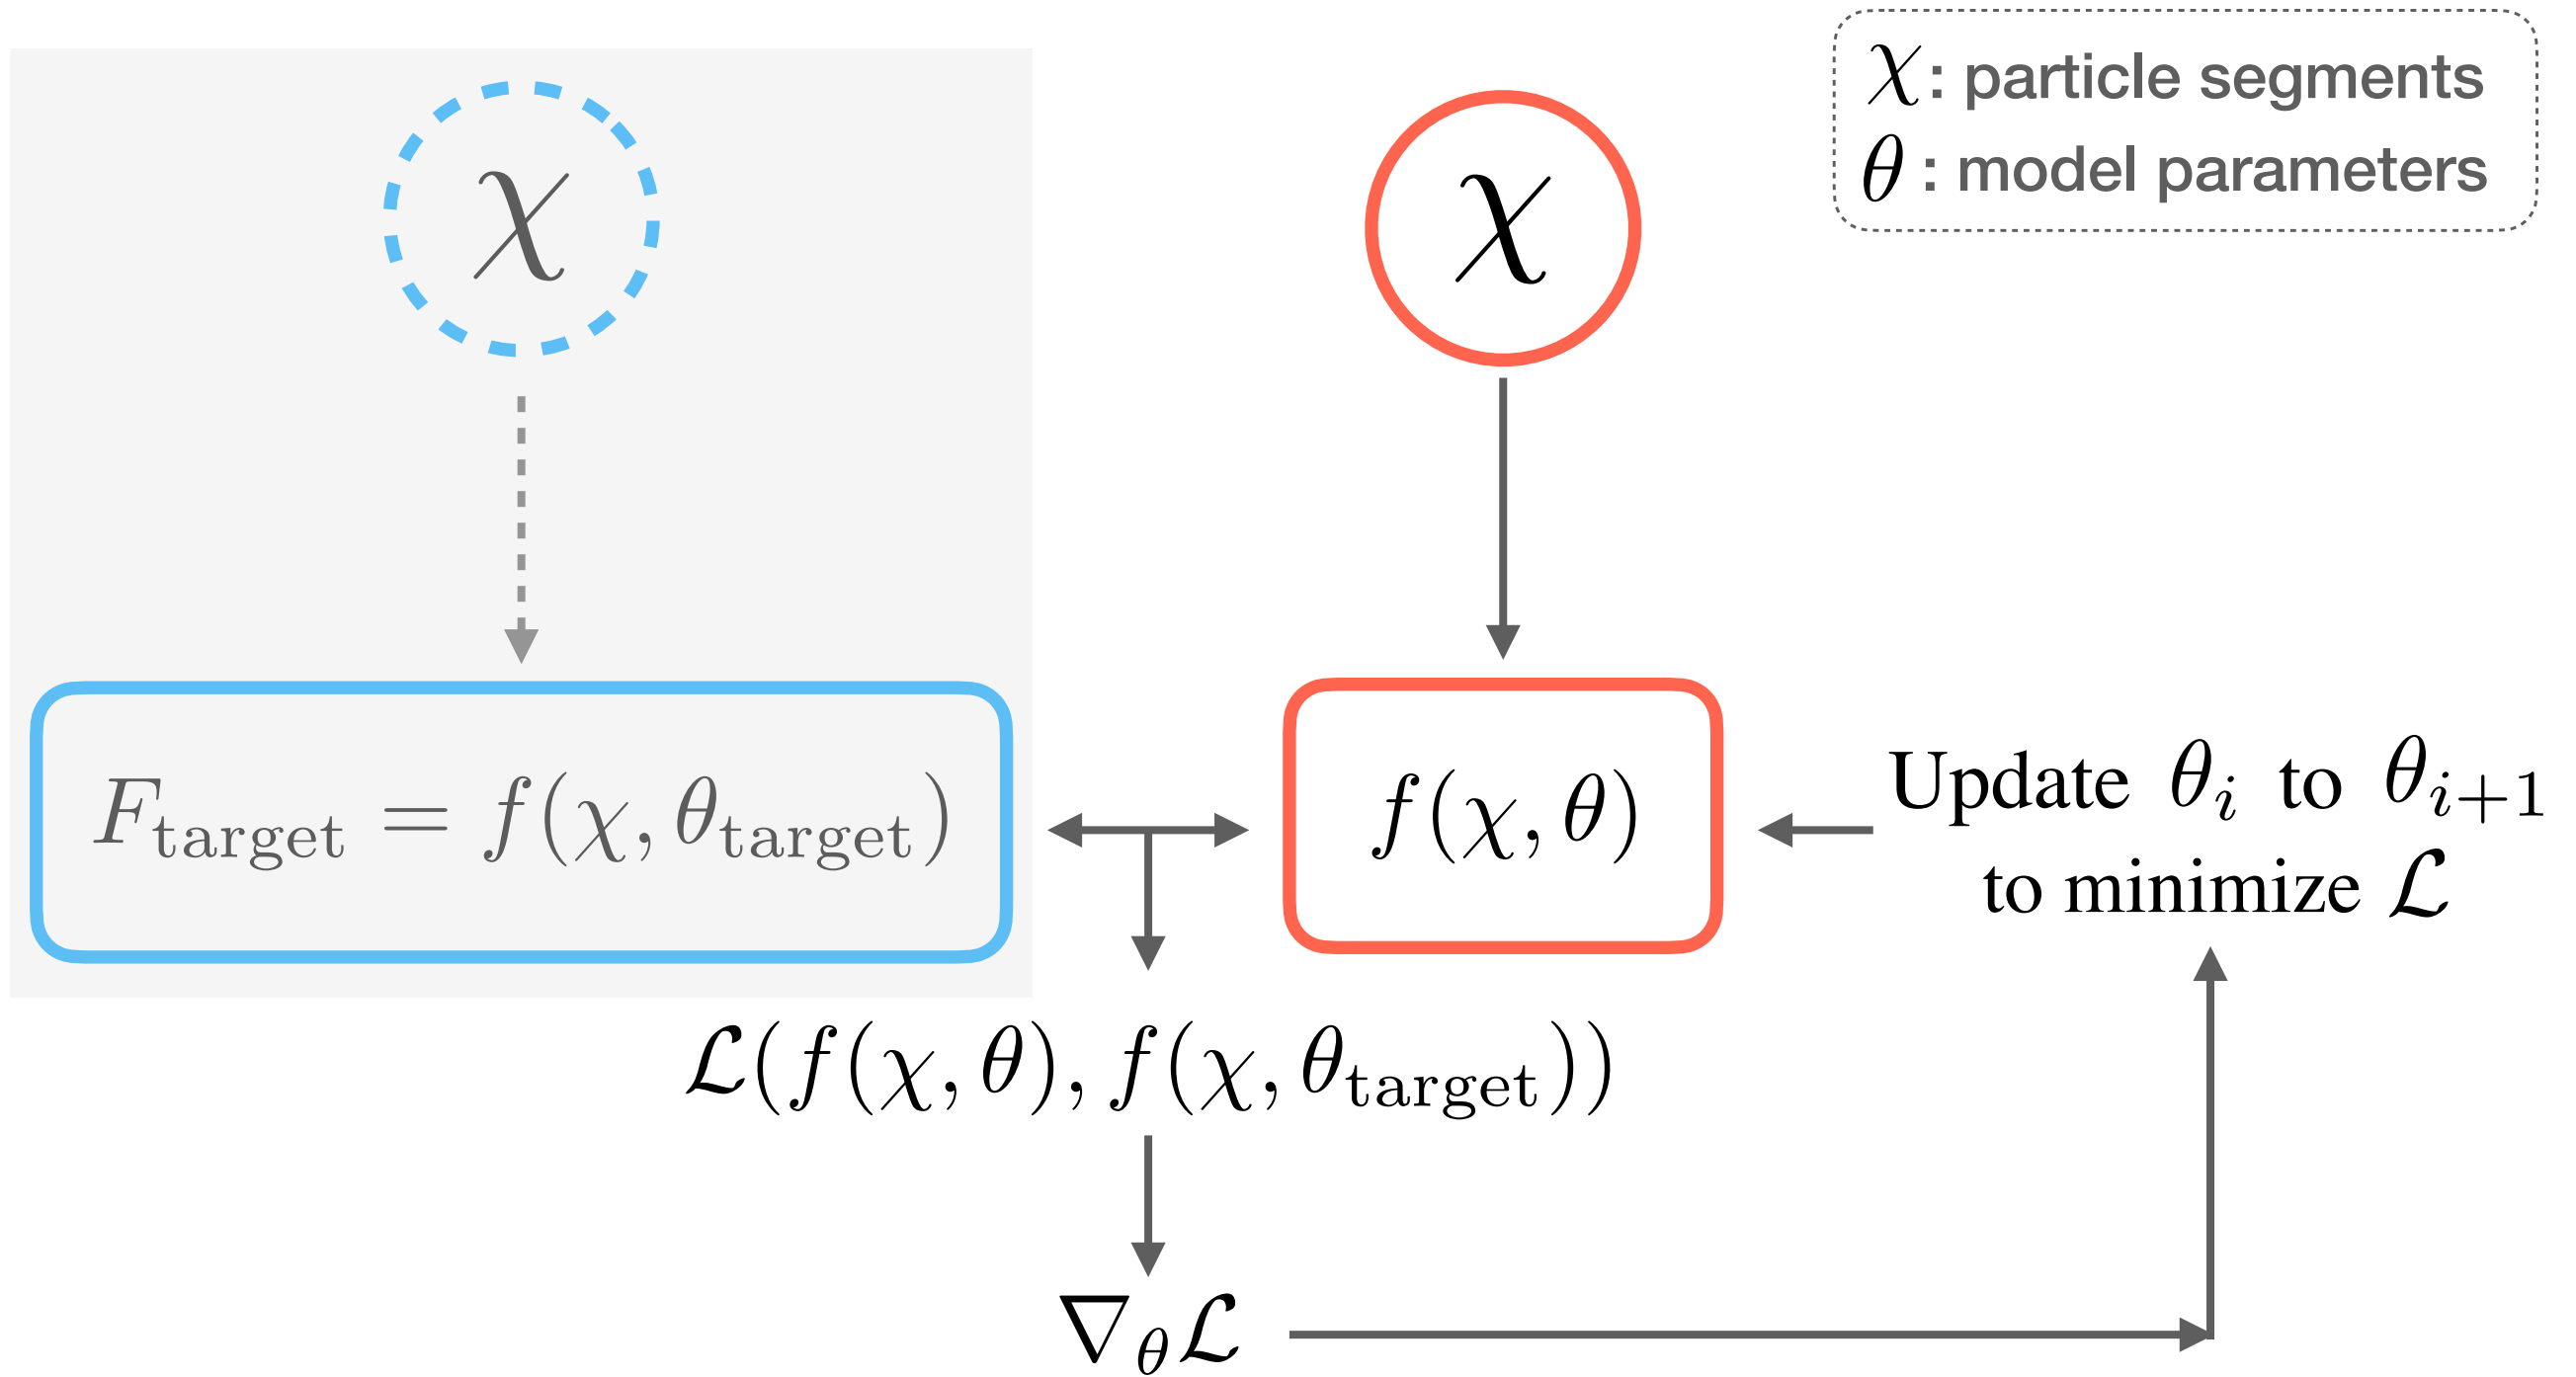 χ : particle segments
θ : model parameters
χ
χ
F_target = f(χ, θ_target)
f(χ, θ)
Update θ_i to θ_{i+1}
to minimize ℒ
ℒ(f(χ, θ), f(χ, θ_target))
∇_θ ℒ